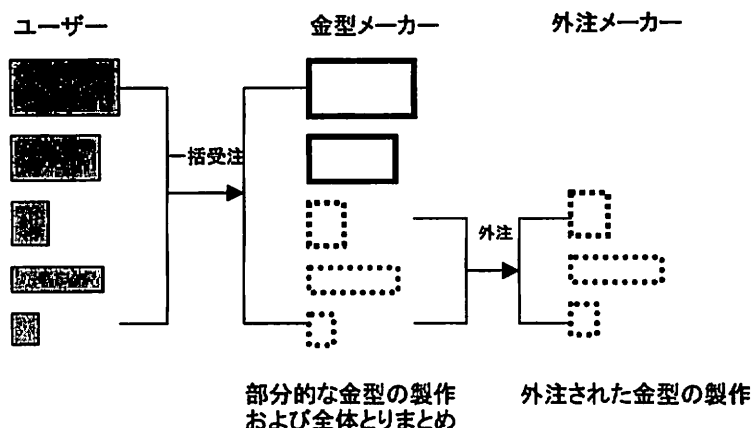 ユーザー
金型メーカー
外注メーカー
一括受注
外注
部分的な金型の製作
および全体とりまとめ
外注された金型の製作